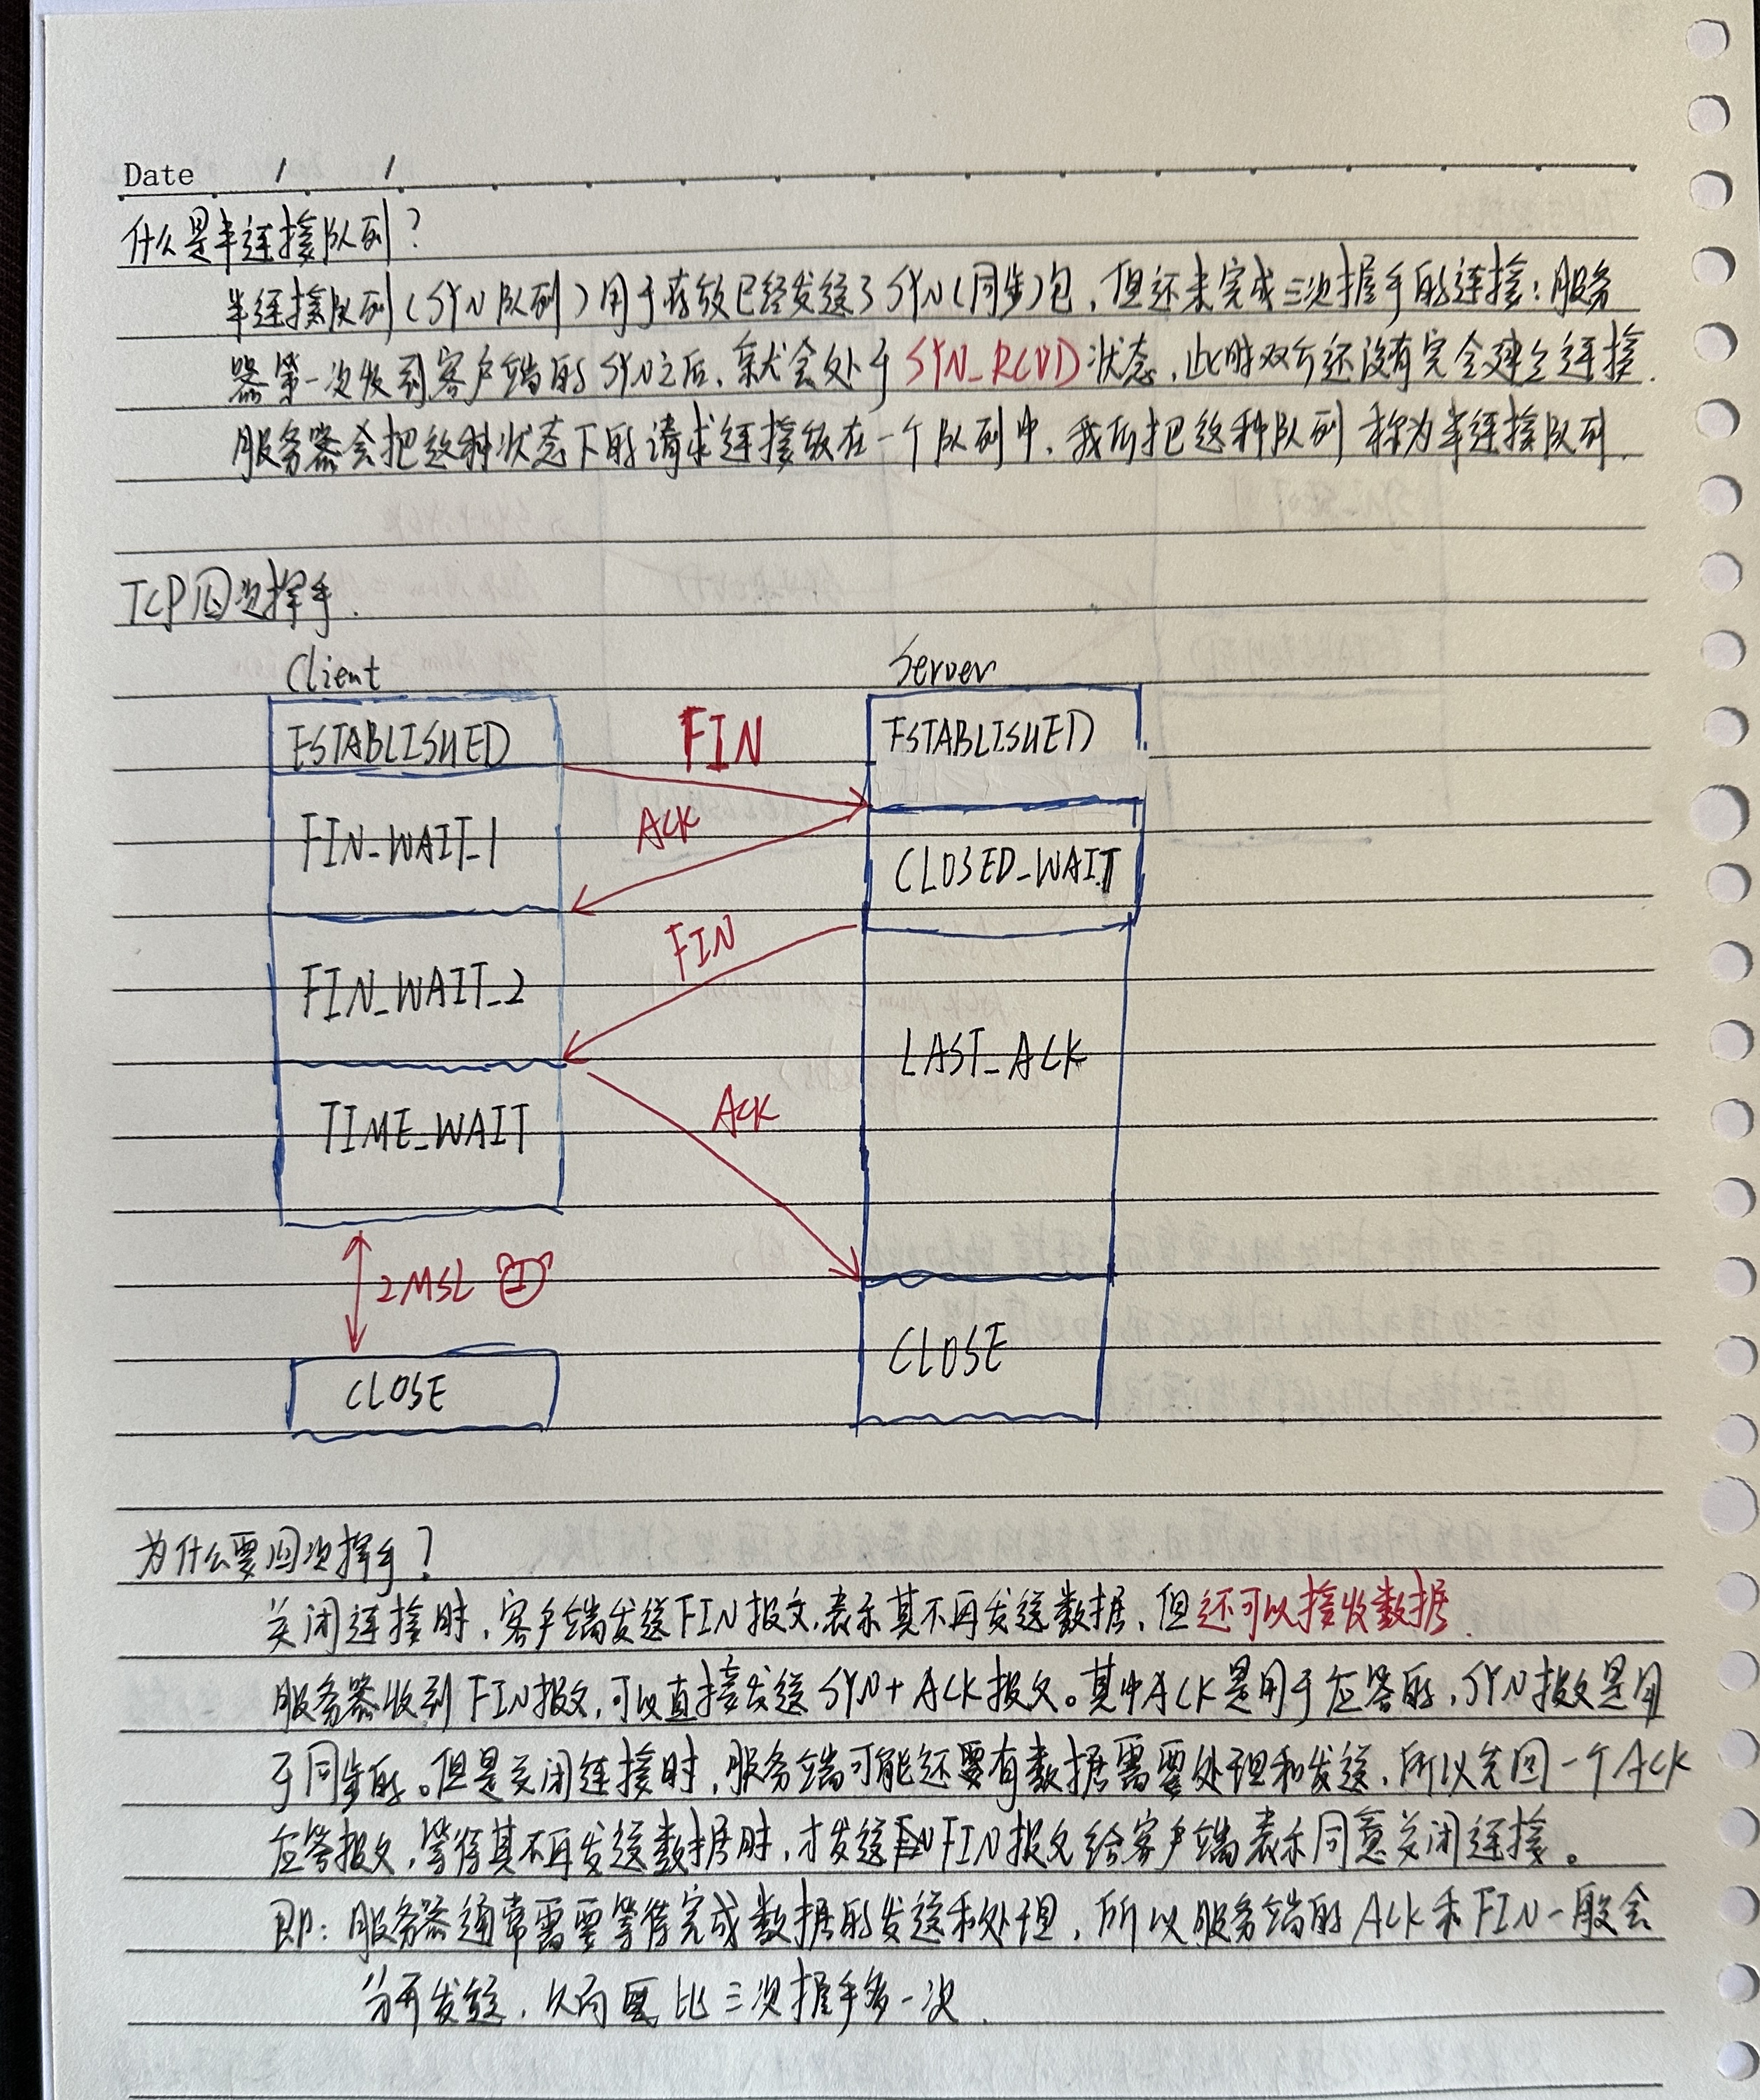 Date / /
什么是半连接队列?
半连接队列(SYN队列)用于存放已经发送了SYN(同步)包,但还未完成三次握手的连接:服务
器第一次收到客户端的SYN之后,就会处于SYN_RCVD状态,此时双方还没有完全建立连接.
服务器会把这种状态下的请求连接放在一个队列中.我们把这种队列称为半连接队列.
TCP四次挥手.
Client Server
ESTABLISHED FIN ESTABLISHED
FIN_WAIT_1 ACK CLOSED_WAIT
FIN
FIN_WAIT_2 LAST_ACK
TIME_WAIT ACK
2MSL
CLOSE CLOSE
为什么要四次挥手?
关闭连接时,客户端发送FIN报文,表示其不再发送数据,但还可以接收数据.
服务器收到FIN报文,可以直接发送SYN+ACK报文。其中ACK是用于应答的,SYN报文是用
于同步的。但是关闭连接时,服务端可能还要有数据需要处理和发送,所以先回一个ACK
应答报文,等待其不再发送数据时,才发送FIN报文给客户端表示同意关闭连接。
即:服务器通常需要等待完成数据的发送和处理,所以服务端的ACK和FIN一般会
分开发送,从而 比三次握手多一次.